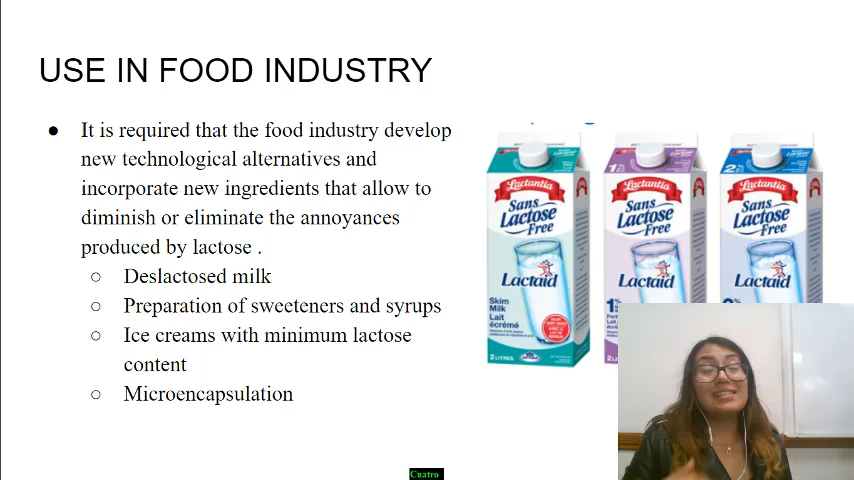 USE IN FOOD INDUSTRY
● It is required that the food industry develop
new technological alternatives and
incorporate new ingredients that allow to
diminish or eliminate the annoyances
produced by lactose .
○ Deslactosed milk
○ Preparation of sweeteners and syrups
○ Ice creams with minimum lactose
content
○ Microencapsulation
Lactantia
Sans
Lactose
Free
Lactaid
Skim
Milk
Lait
écrémé
2 LITRES
1%
Lactantia
Sans
Lactose
Free
Lactaid
1%
2%
Lactantia
Sans
Lactose
Free
Lactaid
Cuatro